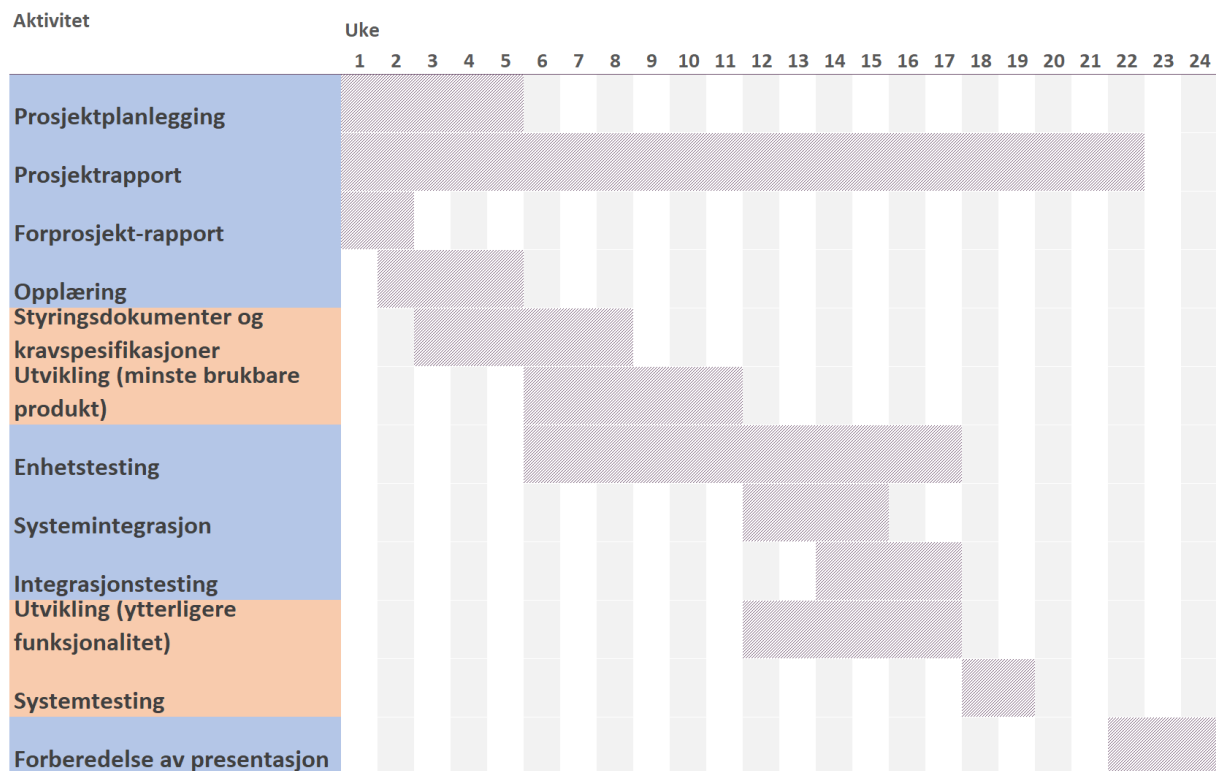 Aktivitet
Uke
1 2 3 4 5 6 7 8 9 10 11 12 13 14 15 16 17 18 19 20 21 22 23 24
Prosjektplanlegging
Prosjektrapport
Forprosjekt-rapport
Opplæring
Styringsdokumenter og
kravspesifikasjoner
Utvikling (minste brukbare
produkt)
Enhetstesting
Systemintegrasjon
Integrasjonstesting
Utvikling (ytterligere
funksjonalitet)
Systemtesting
Forberedelse av presentasjon